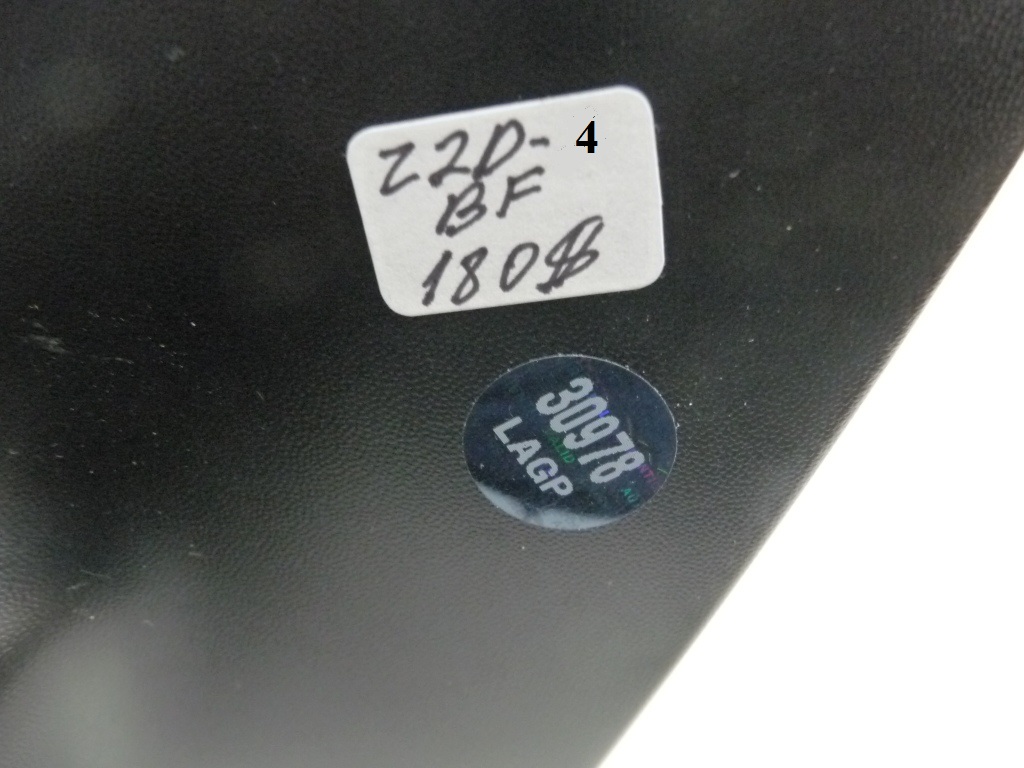 Z2D- 4
BF
180$
30978
LAGP